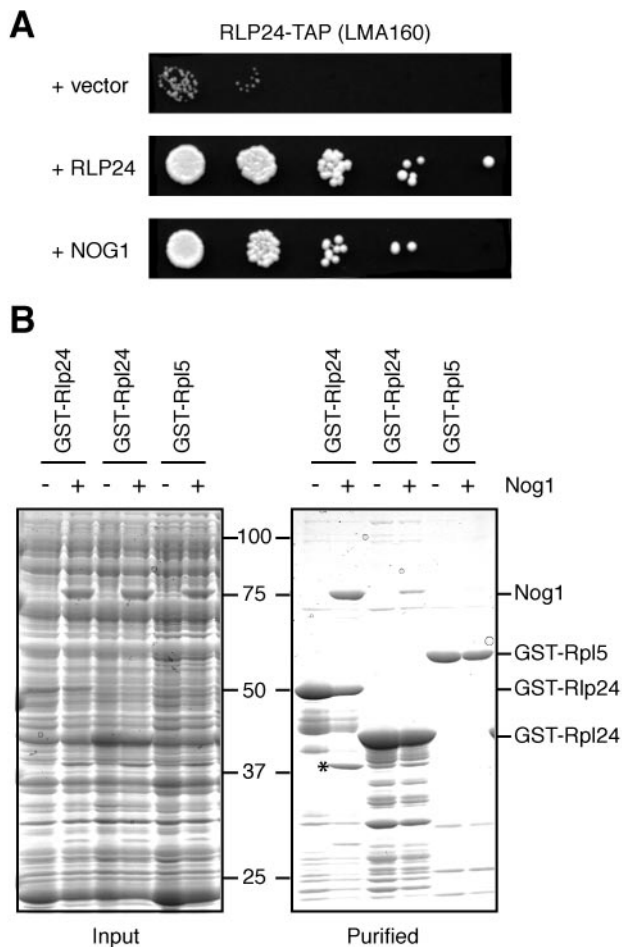 A
RLP24-TAP (LMA160)
+ vector
+ RLP24
+ NOG1
B
GST-Rlp24
GST-Rpl24
GST-Rpl5
GST-Rlp24
GST-Rpl24
GST-Rpl5
- + - + - +
- + - + - + Nog1
100
75
50
37
25
Nog1
GST-Rpl5
GST-Rlp24
GST-Rpl24
*
Input
Purified